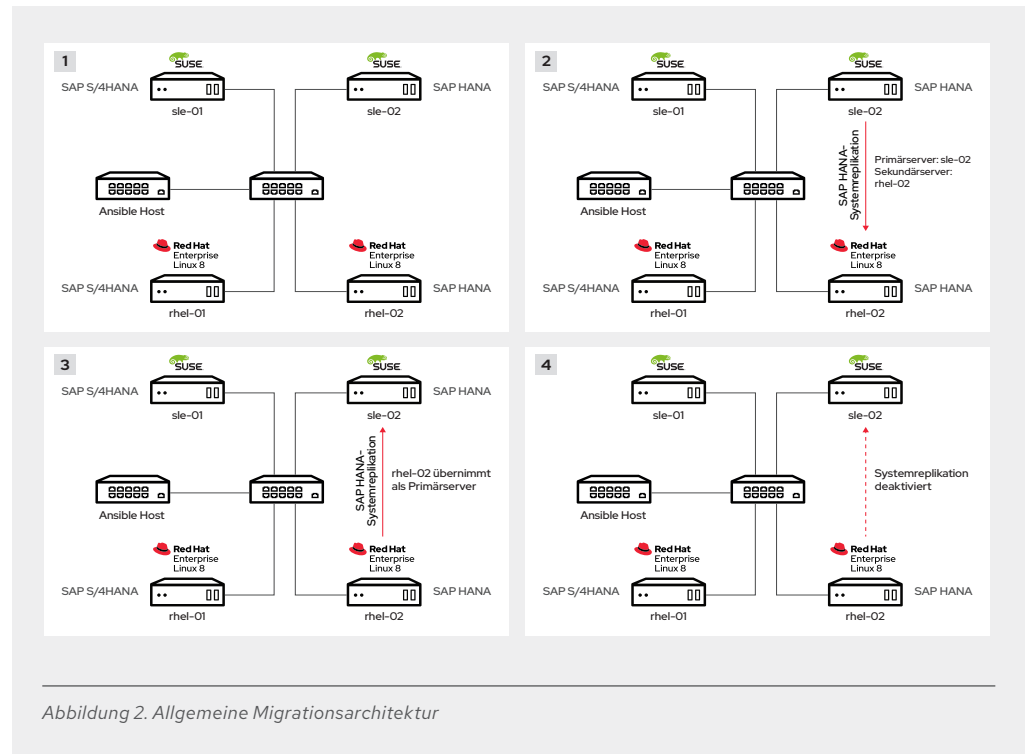 1
SUSE
SUSE
SAP S/4HANA
SAP HANA
sle-01
sle-02
Ansible Host
Red Hat
Enterprise
Linux 8
Red Hat
Enterprise
Linux 8
SAP S/4HANA
SAP HANA
rhel-01
rhel-02
2
SUSE
SUSE
SAP S/4HANA
SAP HANA
sle-01
sle-02
SAP HANA-
Systemreplikation
Primärserver: sle-02
Sekundärserver:
rhel-02
Ansible Host
Red Hat
Enterprise
Linux 8
Red Hat
Enterprise
Linux 8
SAP S/4HANA
SAP HANA
rhel-01
rhel-02
3
SUSE
SUSE
SAP S/4HANA
SAP HANA
sle-01
sle-02
SAP HANA-
Systemreplikation
rhel-02 übernimmt
als Primärserver
Ansible Host
Red Hat
Enterprise
Linux 8
Red Hat
Enterprise
Linux 8
SAP S/4HANA
SAP HANA
rhel-01
rhel-02
4
SUSE
SUSE
sle-01
sle-02
Systemreplikation
deaktiviert
Ansible Host
Red Hat
Enterprise
Linux 8
Red Hat
Enterprise
Linux 8
SAP S/4HANA
SAP HANA
rhel-01
rhel-02
Abbildung 2. Allgemeine Migrationsarchitektur